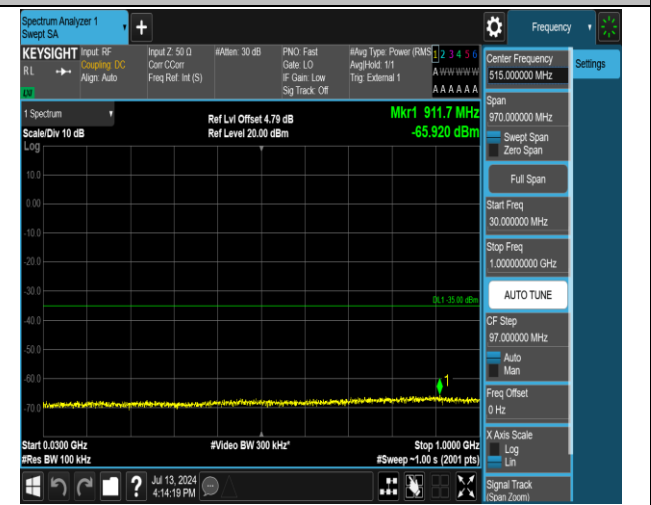 Spectrum Analyzer 1
Swept SA
Frequency
KEYSIGHT
R L
LW
Input: RF
Coupling: DC
Align: Auto
Input Z: 50 Ω
Corr CCorr
Freq Ref: Int (S)
#Atten: 30 dB
PNO: Fast
Gate: LO
IF Gain: Low
Sig Track: Off
#Avg Type: Power (RMS
Avg|Hold: 1/1
Trig: External 1
1 2 3 4 5 6
A W W W W W
A A A A A A
1 Spectrum
Scale/Div 10 dB
Log
Ref Lvl Offset 4.79 dB
Ref Level 20.00 dBm
Mkr1 911.7 MHz
-65.920 dBm
10.0
0.00
-10.0
-20.0
-30.0
DL1 -35.00 dBm
-40.0
-50.0
-60.0
1
-70.0
Start 0.0300 GHz
#Video BW 300 kHz*
Stop 1.0000 GHz
#Res BW 100 kHz
#Sweep ~1.00 s (2001 pts)
?
Jul 13, 2024
4:14:19 PM
Center Frequency
515.000000 MHz
Span
970.000000 MHz
Swept Span
Zero Span
Full Span
Start Freq
30.000000 MHz
Stop Freq
1.000000000 GHz
AUTO TUNE
CF Step
97.000000 MHz
Auto
Man
Freq Offset
0 Hz
X Axis Scale
Log
Lin
Signal Track
(Span Zoom)
Settings